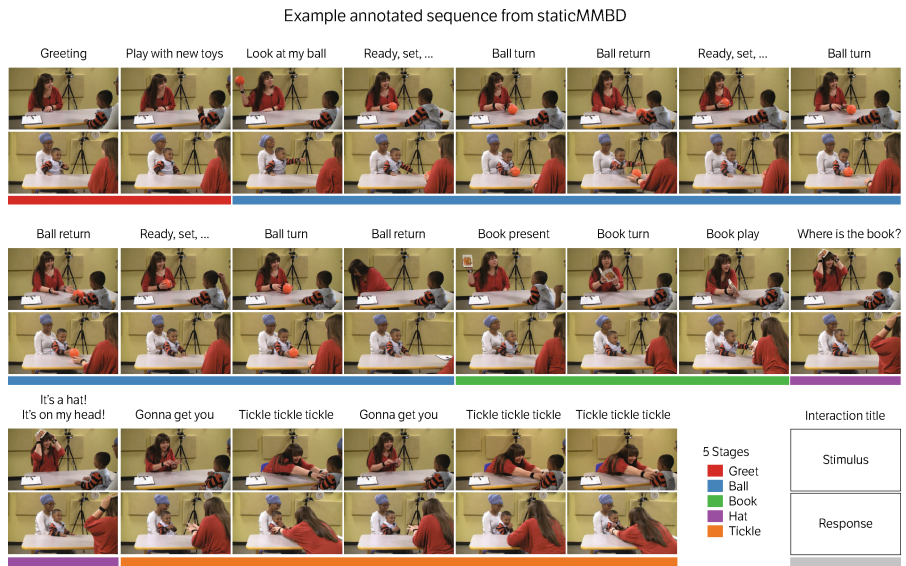 Example annotated sequence from staticMMBD
Greeting
Play with new toys
Look at my ball
Ready, set, ...
Ball turn
Ball return
Ready, set, ...
Ball turn
Ball return
Ready, set, ...
Ball turn
Ball return
Book present
Book turn
Book play
Where is the book?
It's a hat!
It's on my head!
Gonna get you
Tickle tickle tickle
Gonna get you
Tickle tickle tickle
Tickle tickle tickle
5 Stages
Greet
Ball
Book
Hat
Tickle
Interaction title
Stimulus
Response